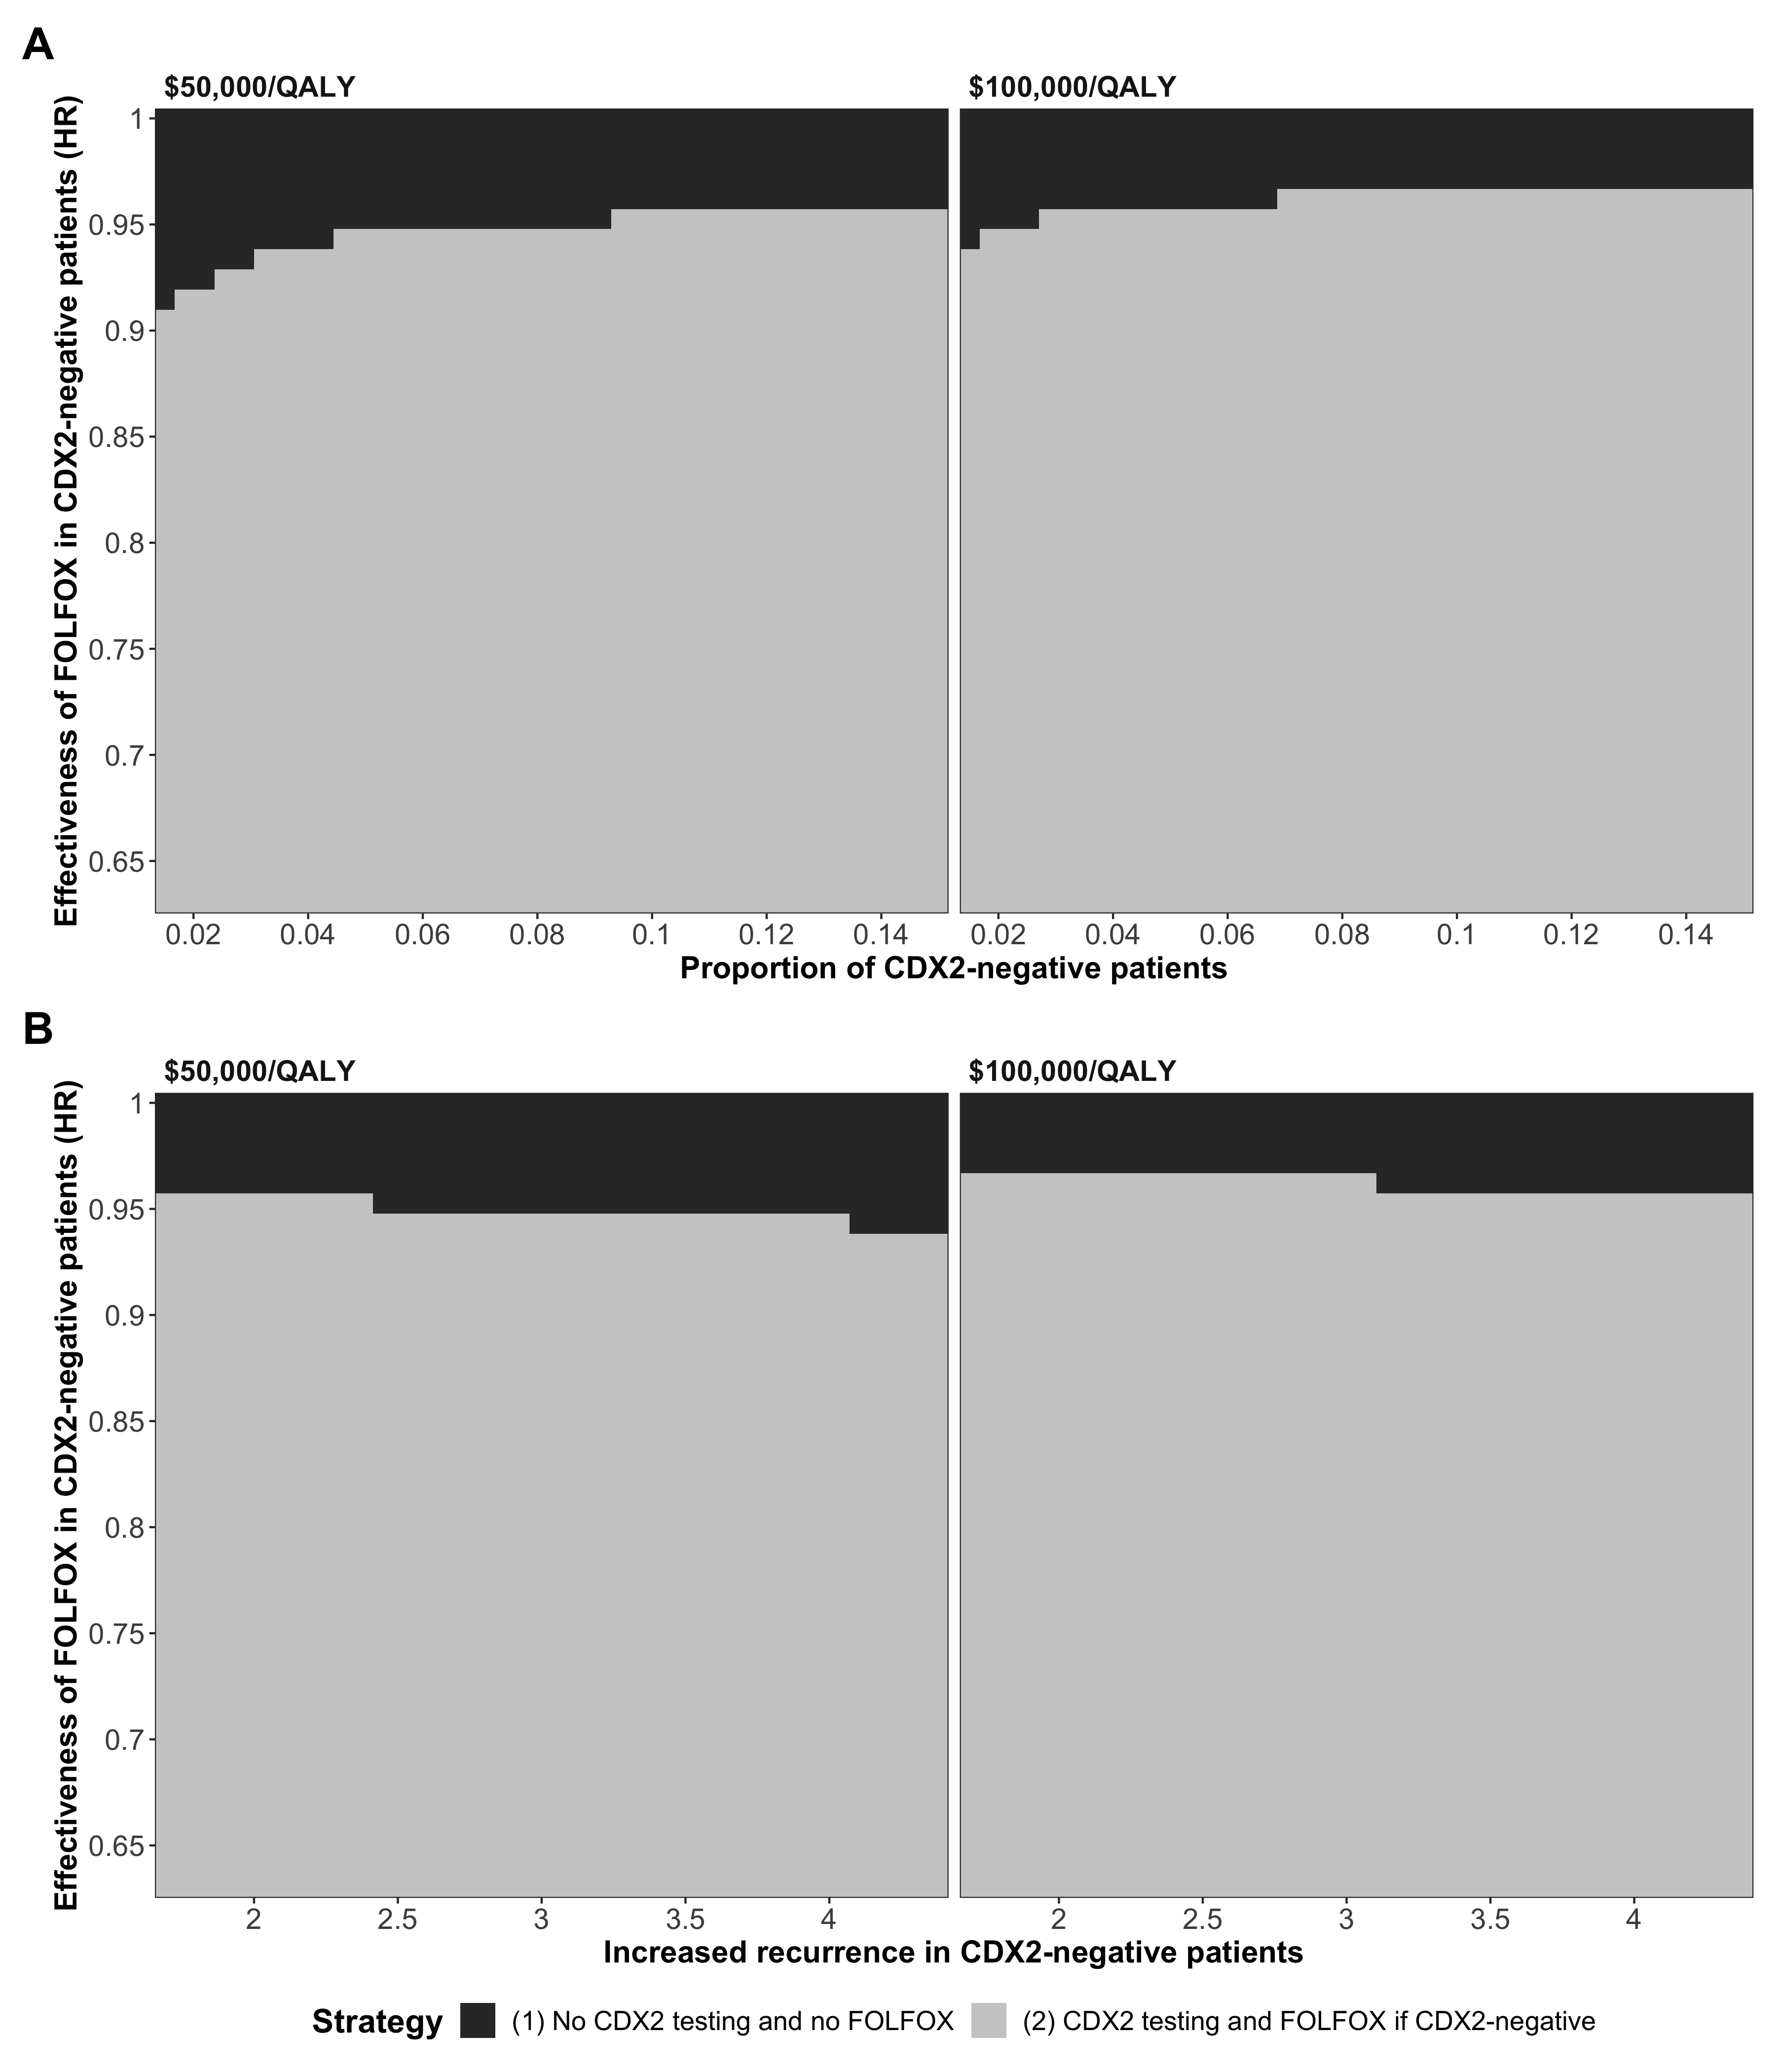 A
$50,000/QALY
$100,000/QALY
Effectiveness of FOLFOX in CDX2-negative patients (HR)
1
0.95
0.9
0.85
0.8
0.75
0.7
0.65
0.02 0.04 0.06 0.08 0.1 0.12 0.14
0.02 0.04 0.06 0.08 0.1 0.12 0.14
Proportion of CDX2-negative patients
B
$50,000/QALY
$100,000/QALY
Effectiveness of FOLFOX in CDX2-negative patients (HR)
1
0.95
0.9
0.85
0.8
0.75
0.7
0.65
2 2.5 3 3.5 4
2 2.5 3 3.5 4
Increased recurrence in CDX2-negative patients
Strategy (1) No CDX2 testing and no FOLFOX (2) CDX2 testing and FOLFOX if CDX2-negative